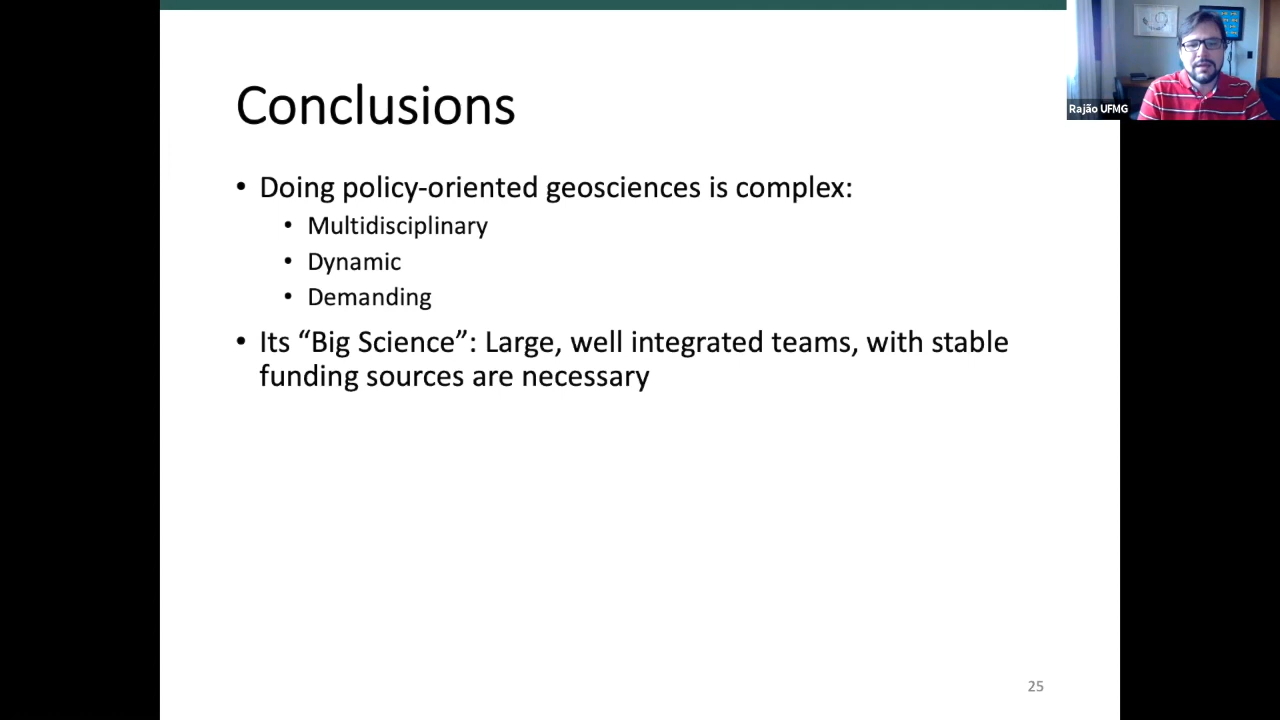 Conclusions
• Doing policy-oriented geosciences is complex:
• Multidisciplinary
• Dynamic
• Demanding
• Its “Big Science”: Large, well integrated teams, with stable
funding sources are necessary
Rajão UFMG
25